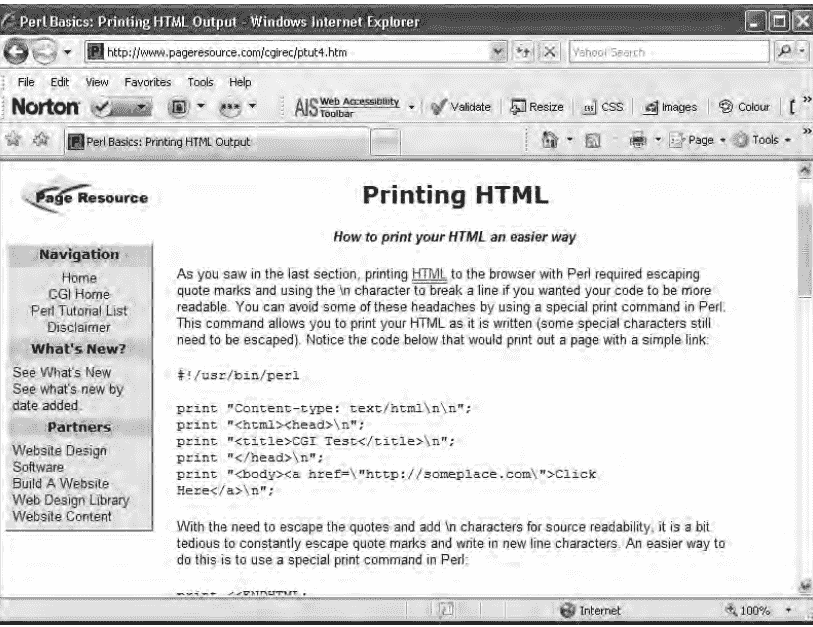 Perl Basics: Printing HTML Output - Windows Internet Explorer
http://www.pageresource.com/cgirec/ptut4.htm
Yahoo! Search
File Edit View Favorites Tools Help
Norton
AIS Web Accessibility Toolbar
Validate Resize CSS Images Colour
Perl Basics: Printing HTML Output
Page Tools
Page Resource
Printing HTML
How to print your HTML an easier way
Navigation
Home
CGI Home
Perl Tutorial List
Disclaimer
What's New?
See What's New
See what's new by
date added.
Partners
Website Design
Software
Build A Website
Web Design Library
Website Content
As you saw in the last section, printing HTML to the browser with Perl required escaping
quote marks and using the \n character to break a line if you wanted your code to be more
readable. You can avoid some of these headaches by using a special print command in Perl.
This command allows you to print your HTML as it is written (some special characters still
need to be escaped). Notice the code below that would print out a page with a simple link:
#!/usr/bin/perl
print "Content-type: text/html\n\n";
print "<html><head>\n";
print "<title>CGI Test</title>\n";
print "</head>\n";
print "<body><a href=\"http://someplace.com\">Click
Here</a>\n";
With the need to escape the quotes and add \n characters for source readability, it is a bit
tedious to constantly escape quote marks and write in new line characters. An easier way to
do this is to use a special print command in Perl:
print <<ENDHTML;
Internet
100%